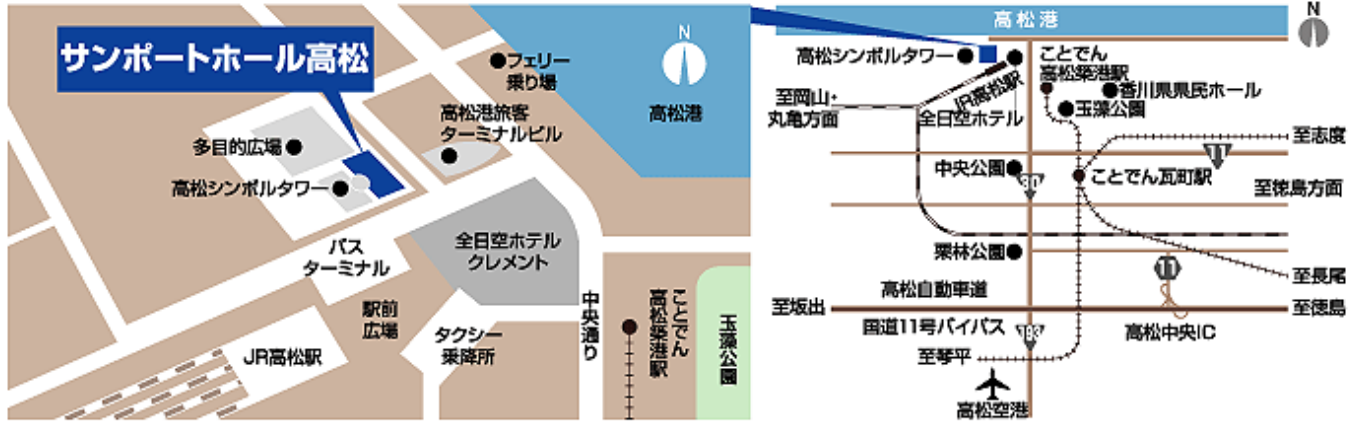 サンポートホール高松
フェリー
乗り場
N
高松港
高松港旅客
ターミナルビル
多目的広場
高松シンボルタワー
バス
ターミナル
全日空ホテル
クレメント
駅前
広場
タクシー
乗降所
JR高松駅
中央通り
ことでん
高松築港駅
玉藻公園
高松港
N
高松シンボルタワー
ことでん
高松築港駅
JR高松駅
香川県県民ホール
玉藻公園
至岡山・
丸亀方面
全日空ホテル
至志度
11
中央公園
30
ことでん瓦町駅
至徳島方面
栗林公園
11
至長尾
高松自動車道
至坂出
至徳島
国道11号バイパス
193
高松中央IC
至琴平
高松空港